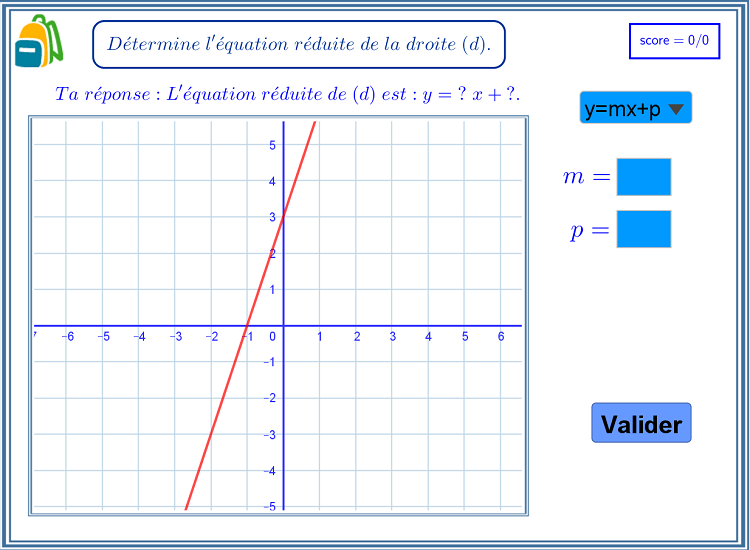 Détermine l'équation réduite de la droite (d).
score = 0/0
Ta réponse : L'équation réduite de (d) est : y = ? x + ?.
y=mx+p
m =
p =
5
4
3
2
1
7 −6 −5 −4 −3 −2 −1 0 1 2 3 4 5 6
−1
−2
−3
−4
−5
Valider